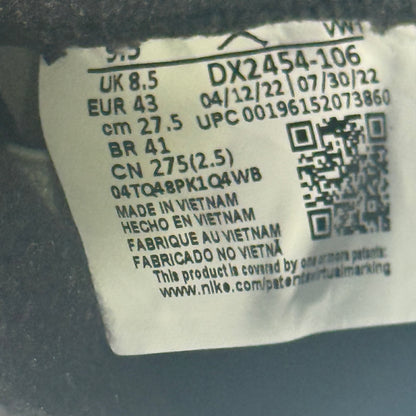 9.5 VW1
UK 8.5 DX2454-106
EUR 43 04/12/22 07/30/22
cm 27.5 UPC 00196152073860
BR 41
CN 275(2.5)
04TQ48PK1Q4WB
MADE IN VIETNAM
HECHO EN VIETNAM
FABRIQUE AU VIETNAM
FABRICADO NO VIETNÃ
This product is covered by one or more patents:
www.nike.com/patentsvirtualmarking